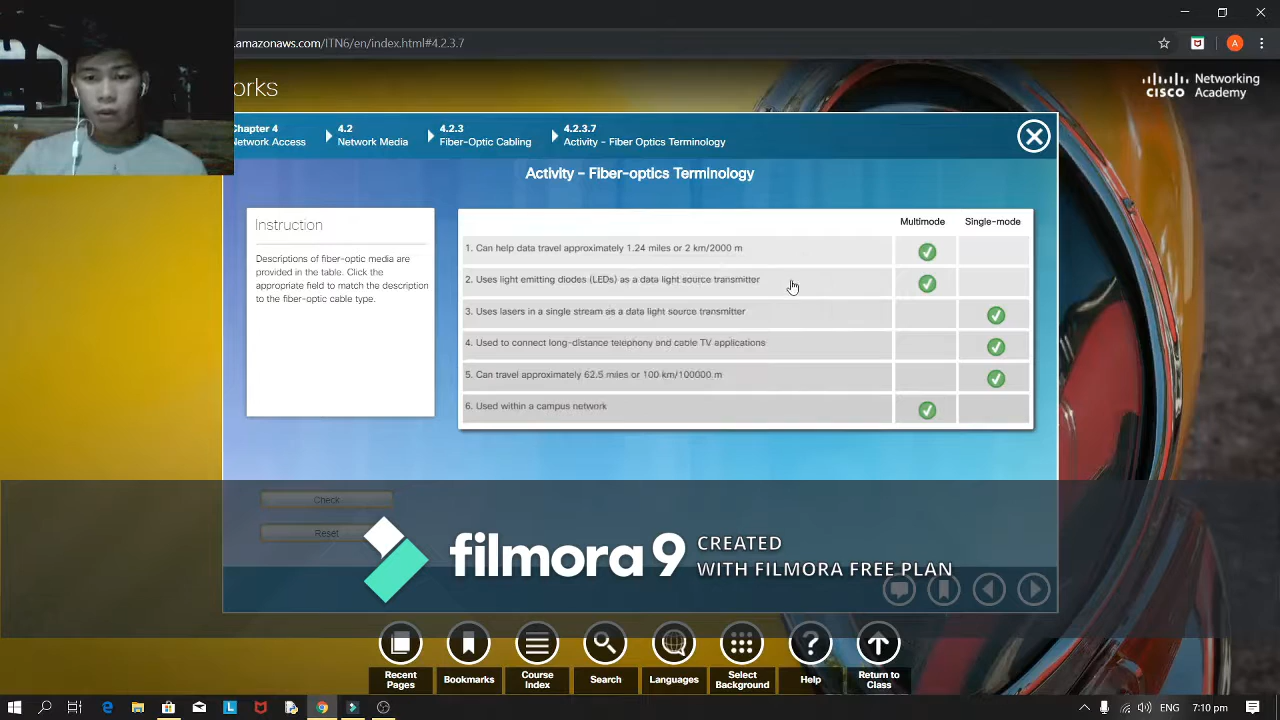 .amazonaws.com/ITN6/en/index.html#4.2.3.7
A
orks
Networking
CISCO Academy
Chapter 4
Network Access
4.2
Network Media
4.2.3
Fiber-Optic Cabling
4.2.3.7
Activity – Fiber Optics Terminology
Activity – Fiber-optics Terminology
Instruction
Descriptions of fiber-optic media are
provided in the table. Click the
appropriate field to match the description
to the fiber-optic cable type.
Multimode Single-mode
1. Can help data travel approximately 1.24 miles or 2 km/2000 m
2. Uses light emitting diodes (LEDs) as a data light source transmitter
3. Uses lasers in a single stream as a data light source transmitter
4. Used to connect long-distance telephony and cable TV applications
5. Can travel approximately 62.5 miles or 100 km/100000 m
6. Used within a campus network
Check
Reset
filmora 9
CREATED
WITH FILMORA FREE PLAN
Recent
Pages
Bookmarks
Course
Index
Search
Languages
Select
Background
Help
Return to
Class
ENG 7:10 pm